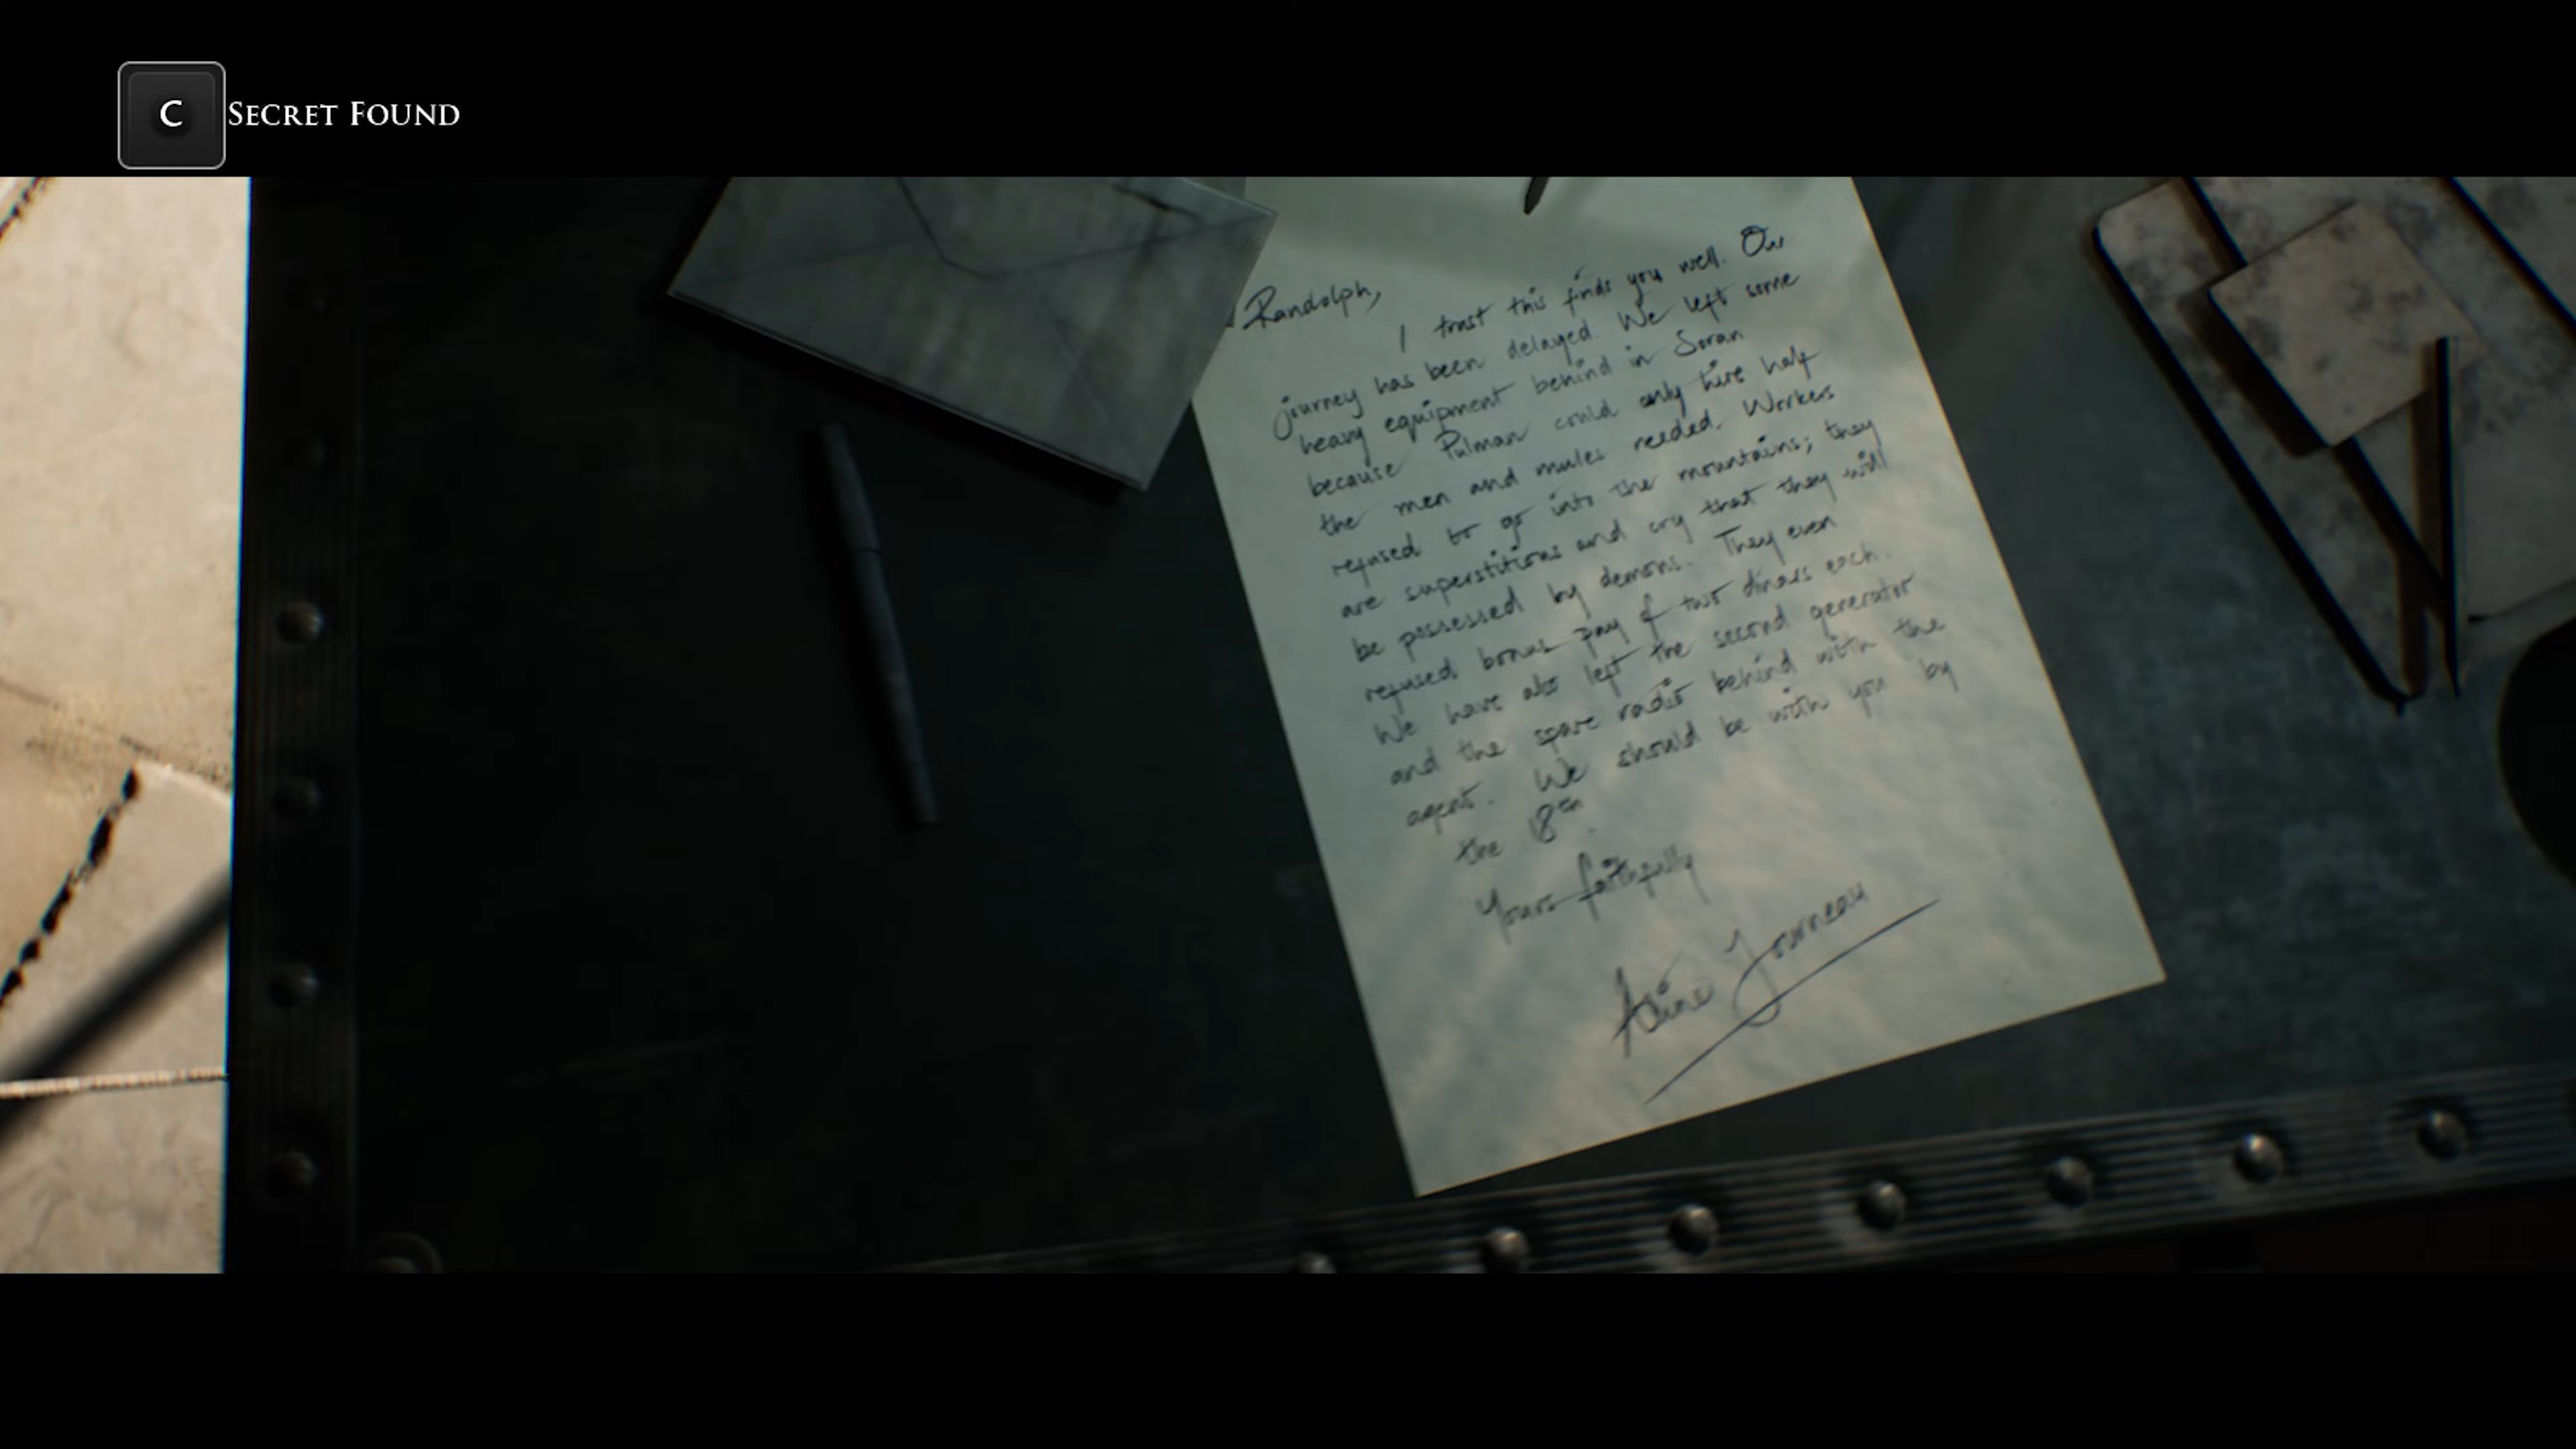 C
SECRET FOUND
Randolph,
I trust this finds you well. Our
journey has been delayed. We left some
heavy equipment behind in Soran
because Pulman could only hire half
the men and mules needed. Workers
refused to go into the mountains; they
are superstitious and cry that they will
be possessed by demons. They even
refused bonus pay of two dinars each.
We have also left the second generator
and the spare radio behind with the
agent. We should be with you by
the 18th.
Yours faithfully
Journeau